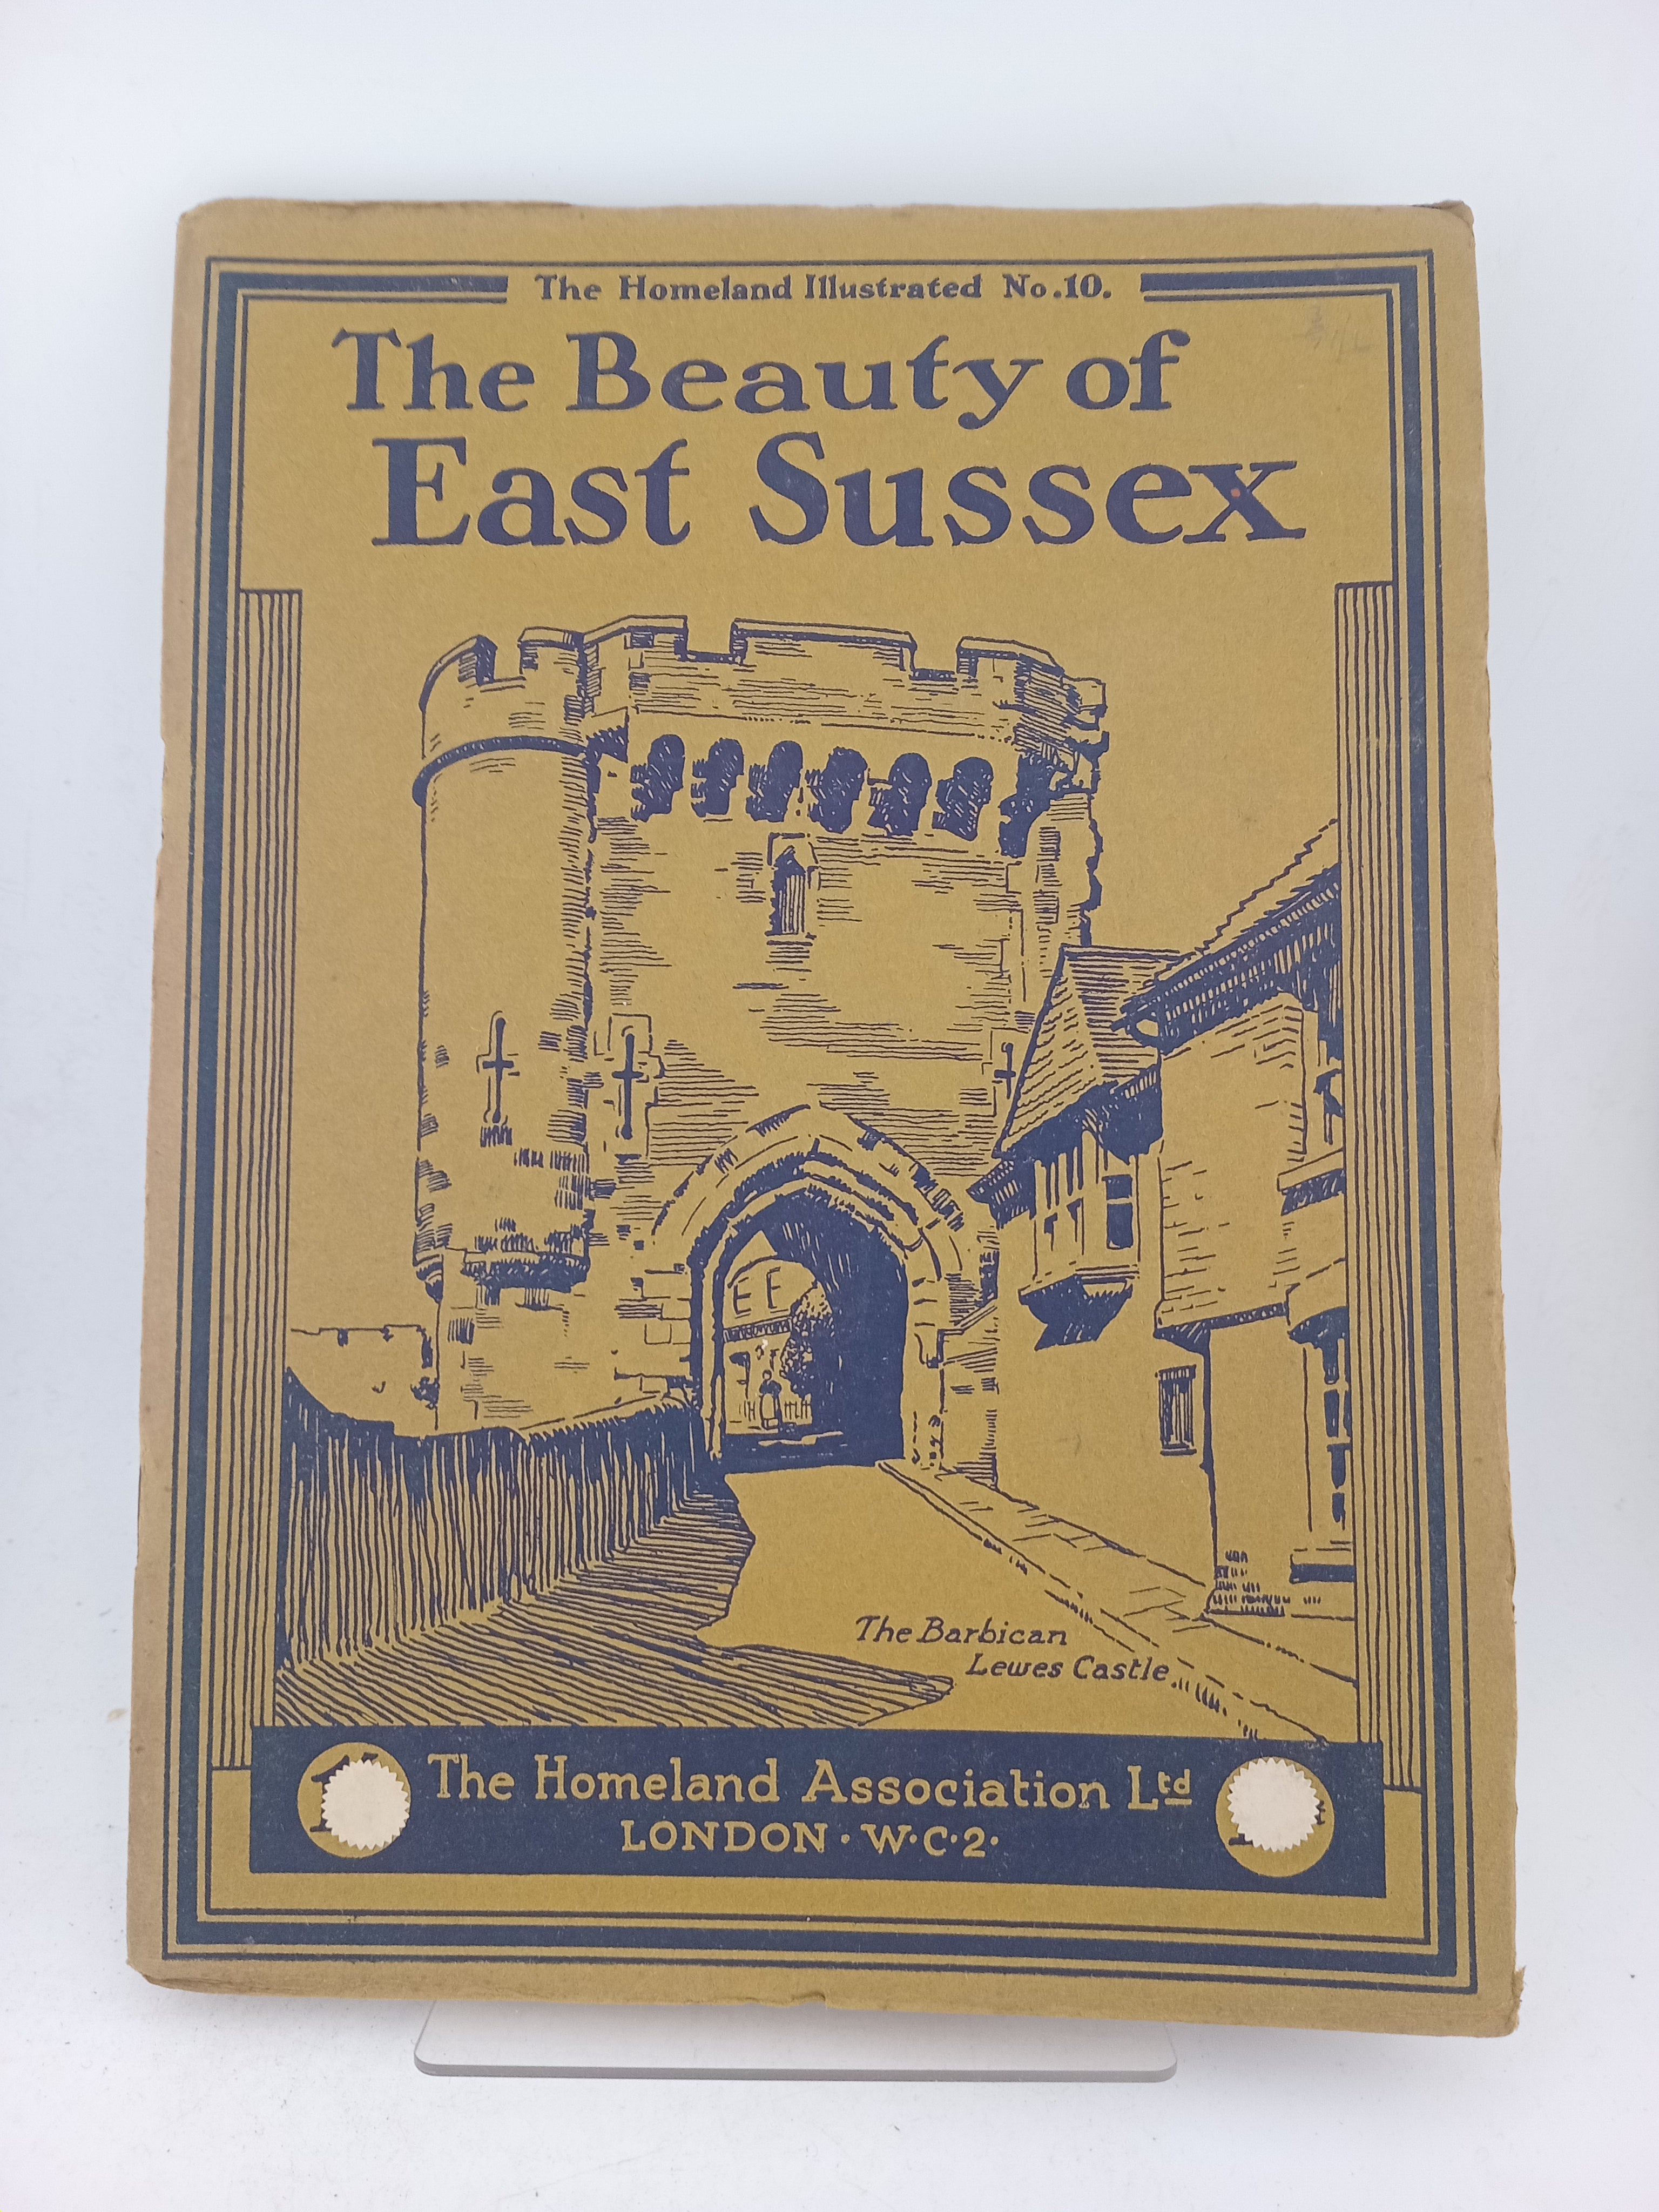 The Homeland Illustrated No.10.
The Beauty of
East Sussex
The Barbican
Lewes Castle.
The Homeland Association Ltd
LONDON · W·C·2·